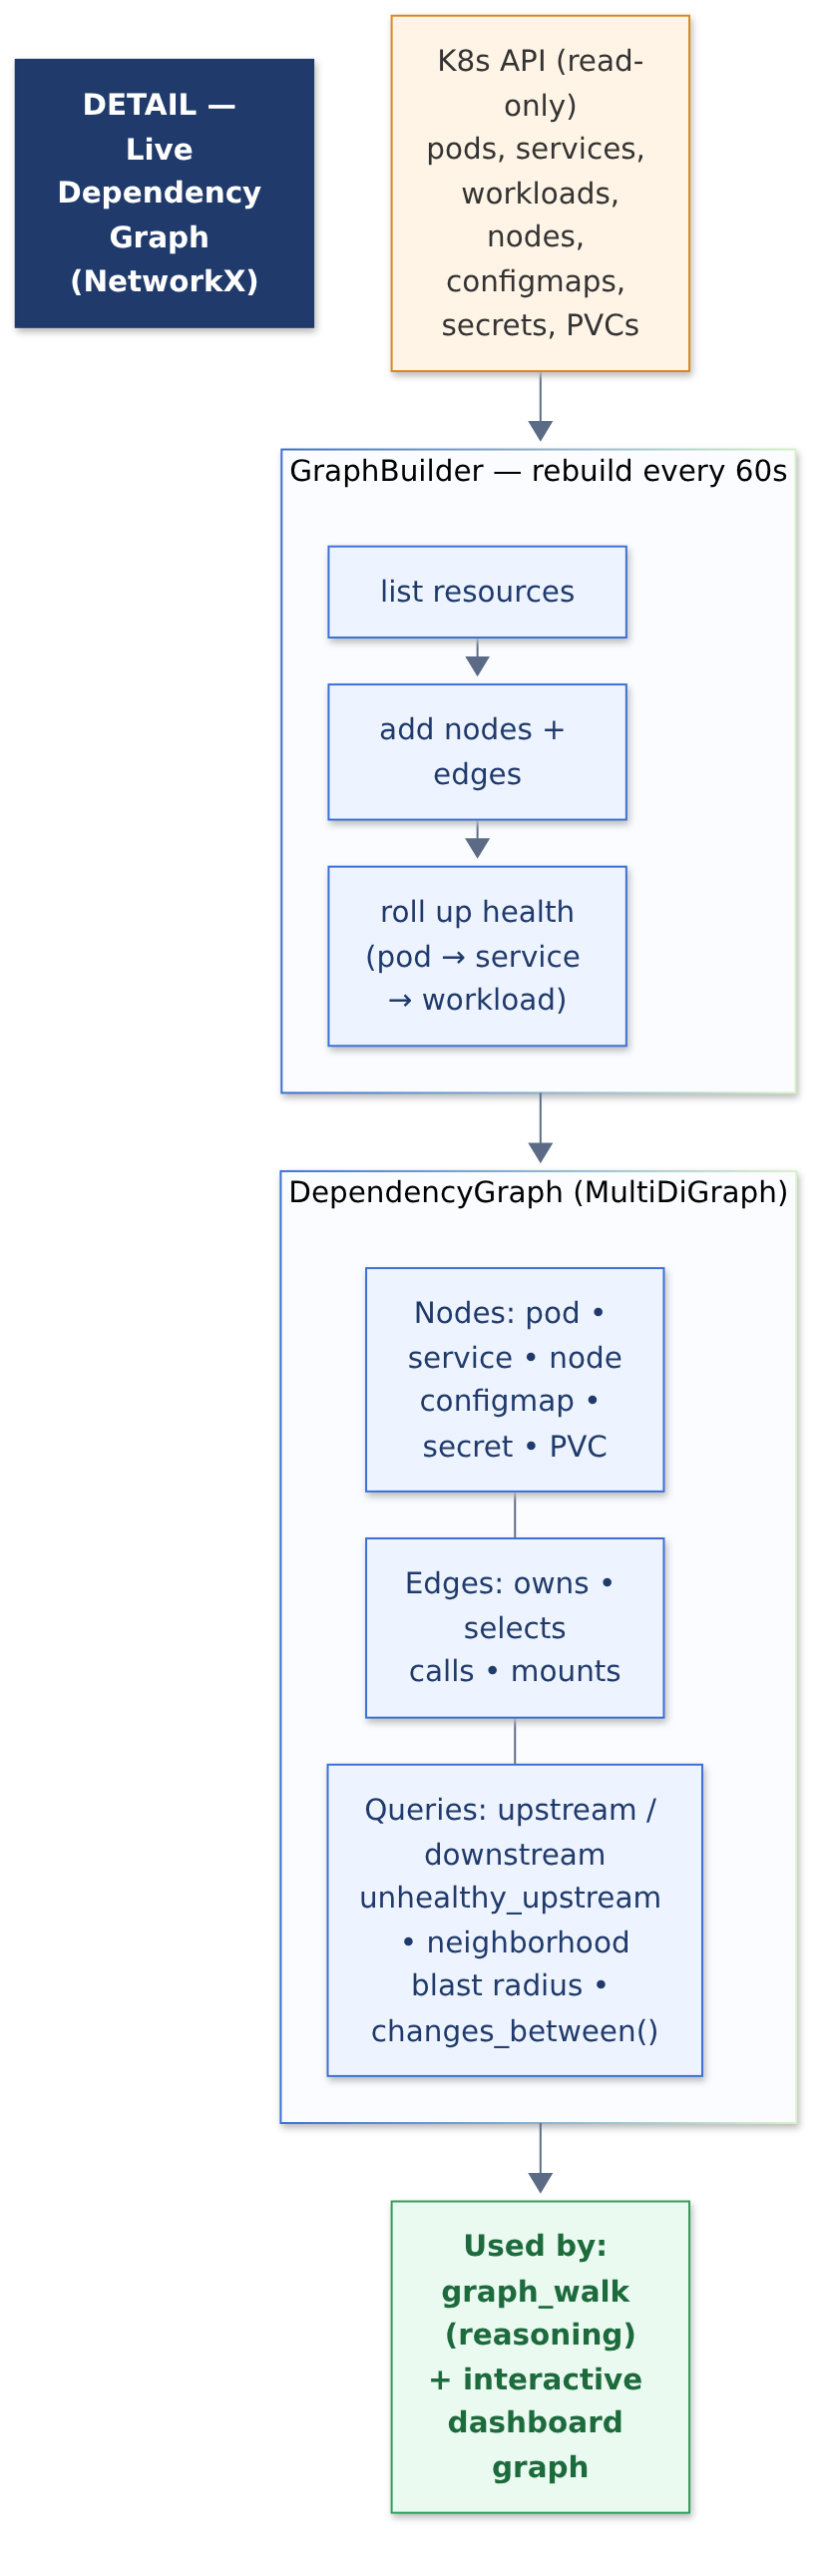 DETAIL —
Live
Dependency
Graph
(NetworkX)
K8s API (read-
only)
pods, services,
workloads,
nodes,
configmaps,
secrets, PVCs
GraphBuilder — rebuild every 60s
list resources
add nodes +
edges
roll up health
(pod → service
→ workload)
DependencyGraph (MultiDiGraph)
Nodes: pod •
service • node
configmap •
secret • PVC
Edges: owns •
selects
calls • mounts
Queries: upstream /
downstream
unhealthy_upstream
• neighborhood
blast radius •
changes_between()
Used by:
graph_walk
(reasoning)
+ interactive
dashboard
graph